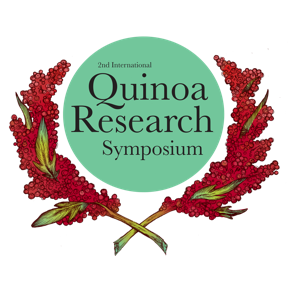 2nd International
Quinoa
Research
Symposium